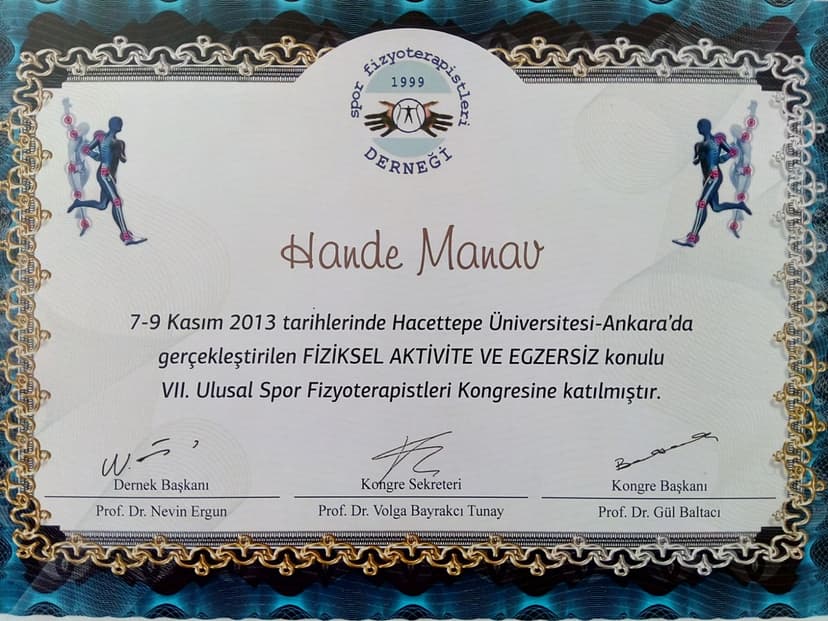 spor fizyoterapistleri
1999
DERNEĞİ
Hande Manav
7-9 Kasım 2013 tarihlerinde Hacettepe Üniversitesi-Ankara'da
gerçekleştirilen FİZİKSEL AKTİVİTE VE EGZERSİZ konulu
VII. Ulusal Spor Fizyoterapistleri Kongresine katılmıştır.
Dernek Başkanı
Prof. Dr. Nevin Ergun
Kongre Sekreteri
Prof. Dr. Volga Bayrakcı Tunay
Kongre Başkanı
Prof. Dr. Gül Baltacı